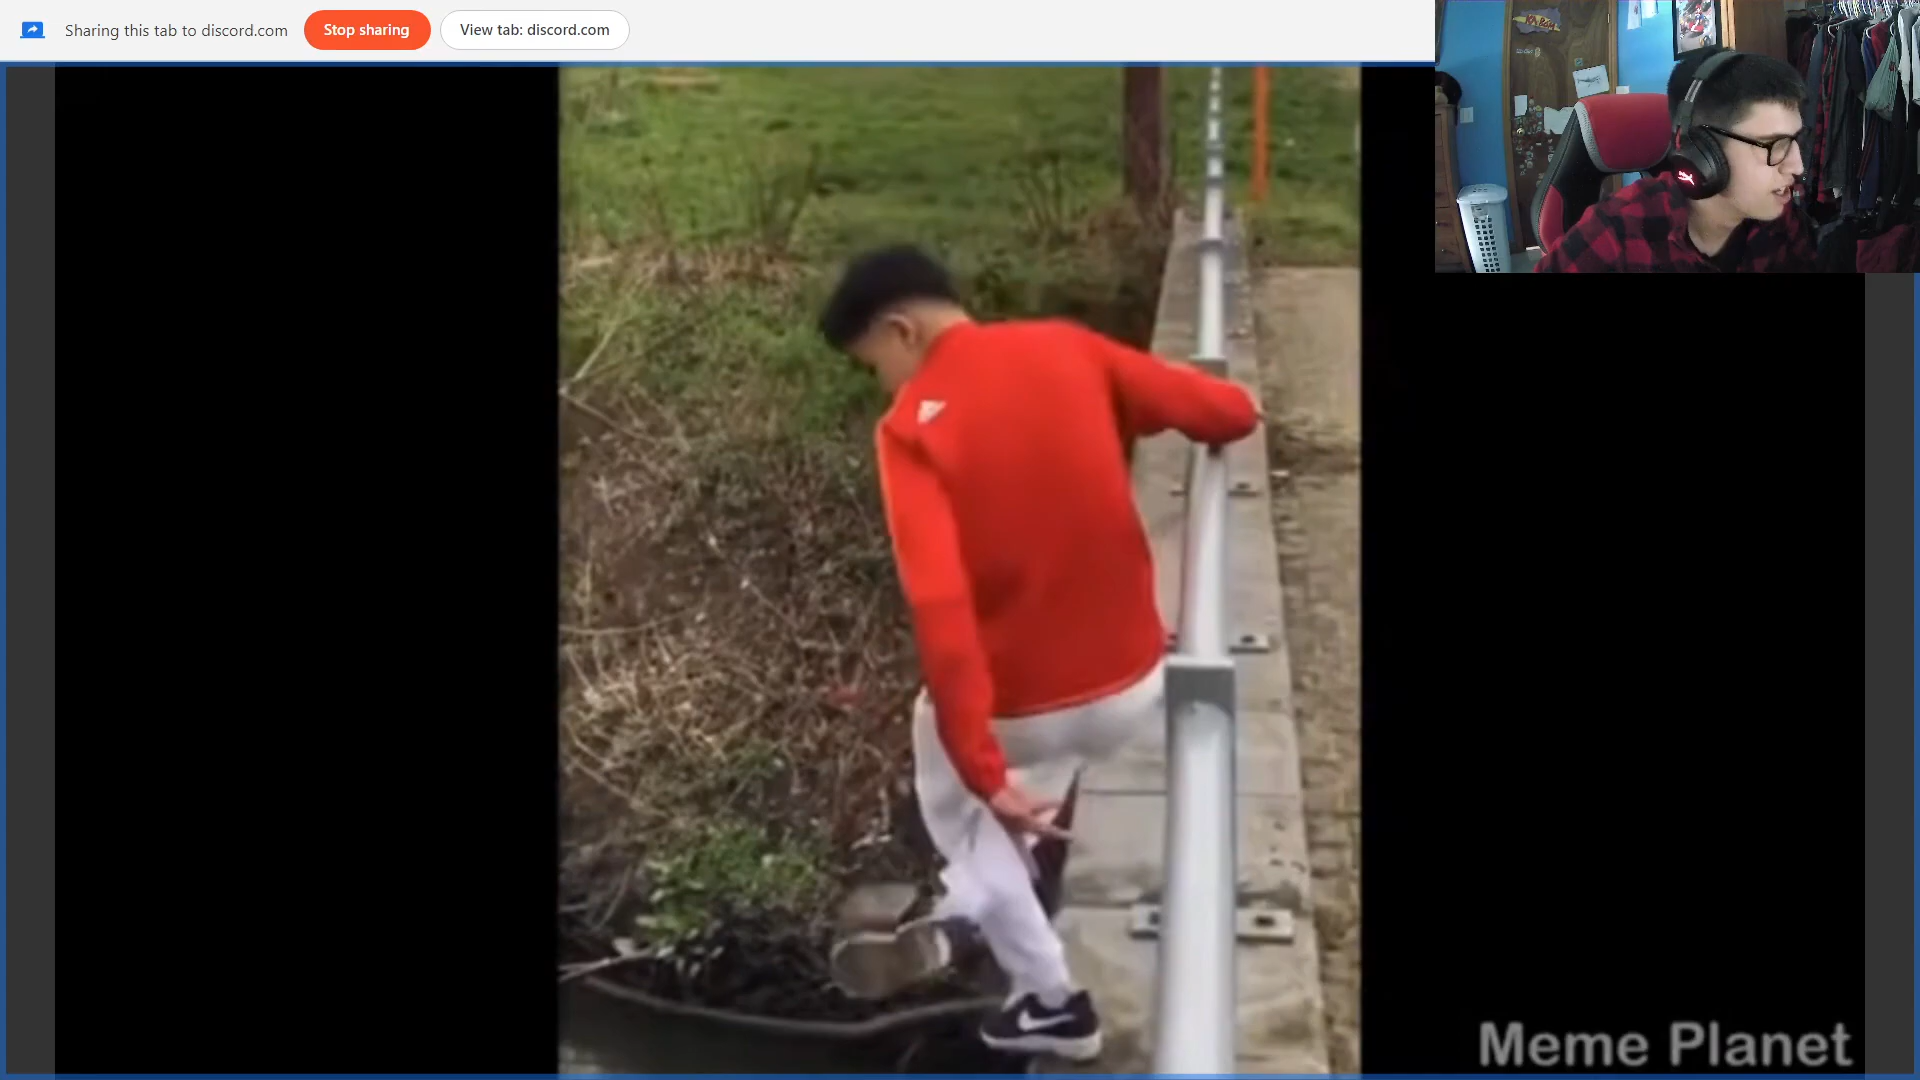 Sharing this tab to discord.com
Stop sharing
View tab: discord.com
Meme Planet